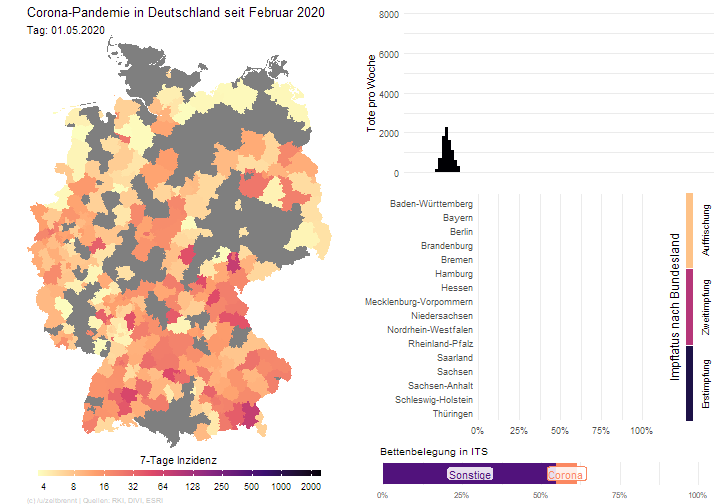 Corona-Pandemie in Deutschland seit Februar 2020
Tag: 01.05.2020
7-Tage Inzidenz
4 8 16 32 64 128 250 500 1000 2000
| Quellen: RKI, DIVI, ESRI
Tote pro Woche
8000
6000
4000
2000
0
Baden-Württemberg
Bayern
Berlin
Brandenburg
Bremen
Hamburg
Hessen
Mecklenburg-Vorpommern
Niedersachsen
Nordrhein-Westfalen
Rheinland-Pfalz
Saarland
Sachsen
Sachsen-Anhalt
Schleswig-Holstein
Thüringen
0% 25% 50% 75% 100%
Impfstatus nach Bundesland
Auffrischung
Zweitimpfung
Erstimpfung
Bettenbelegung in ITS
Sonstige
Corona
0% 25% 50% 75% 100%